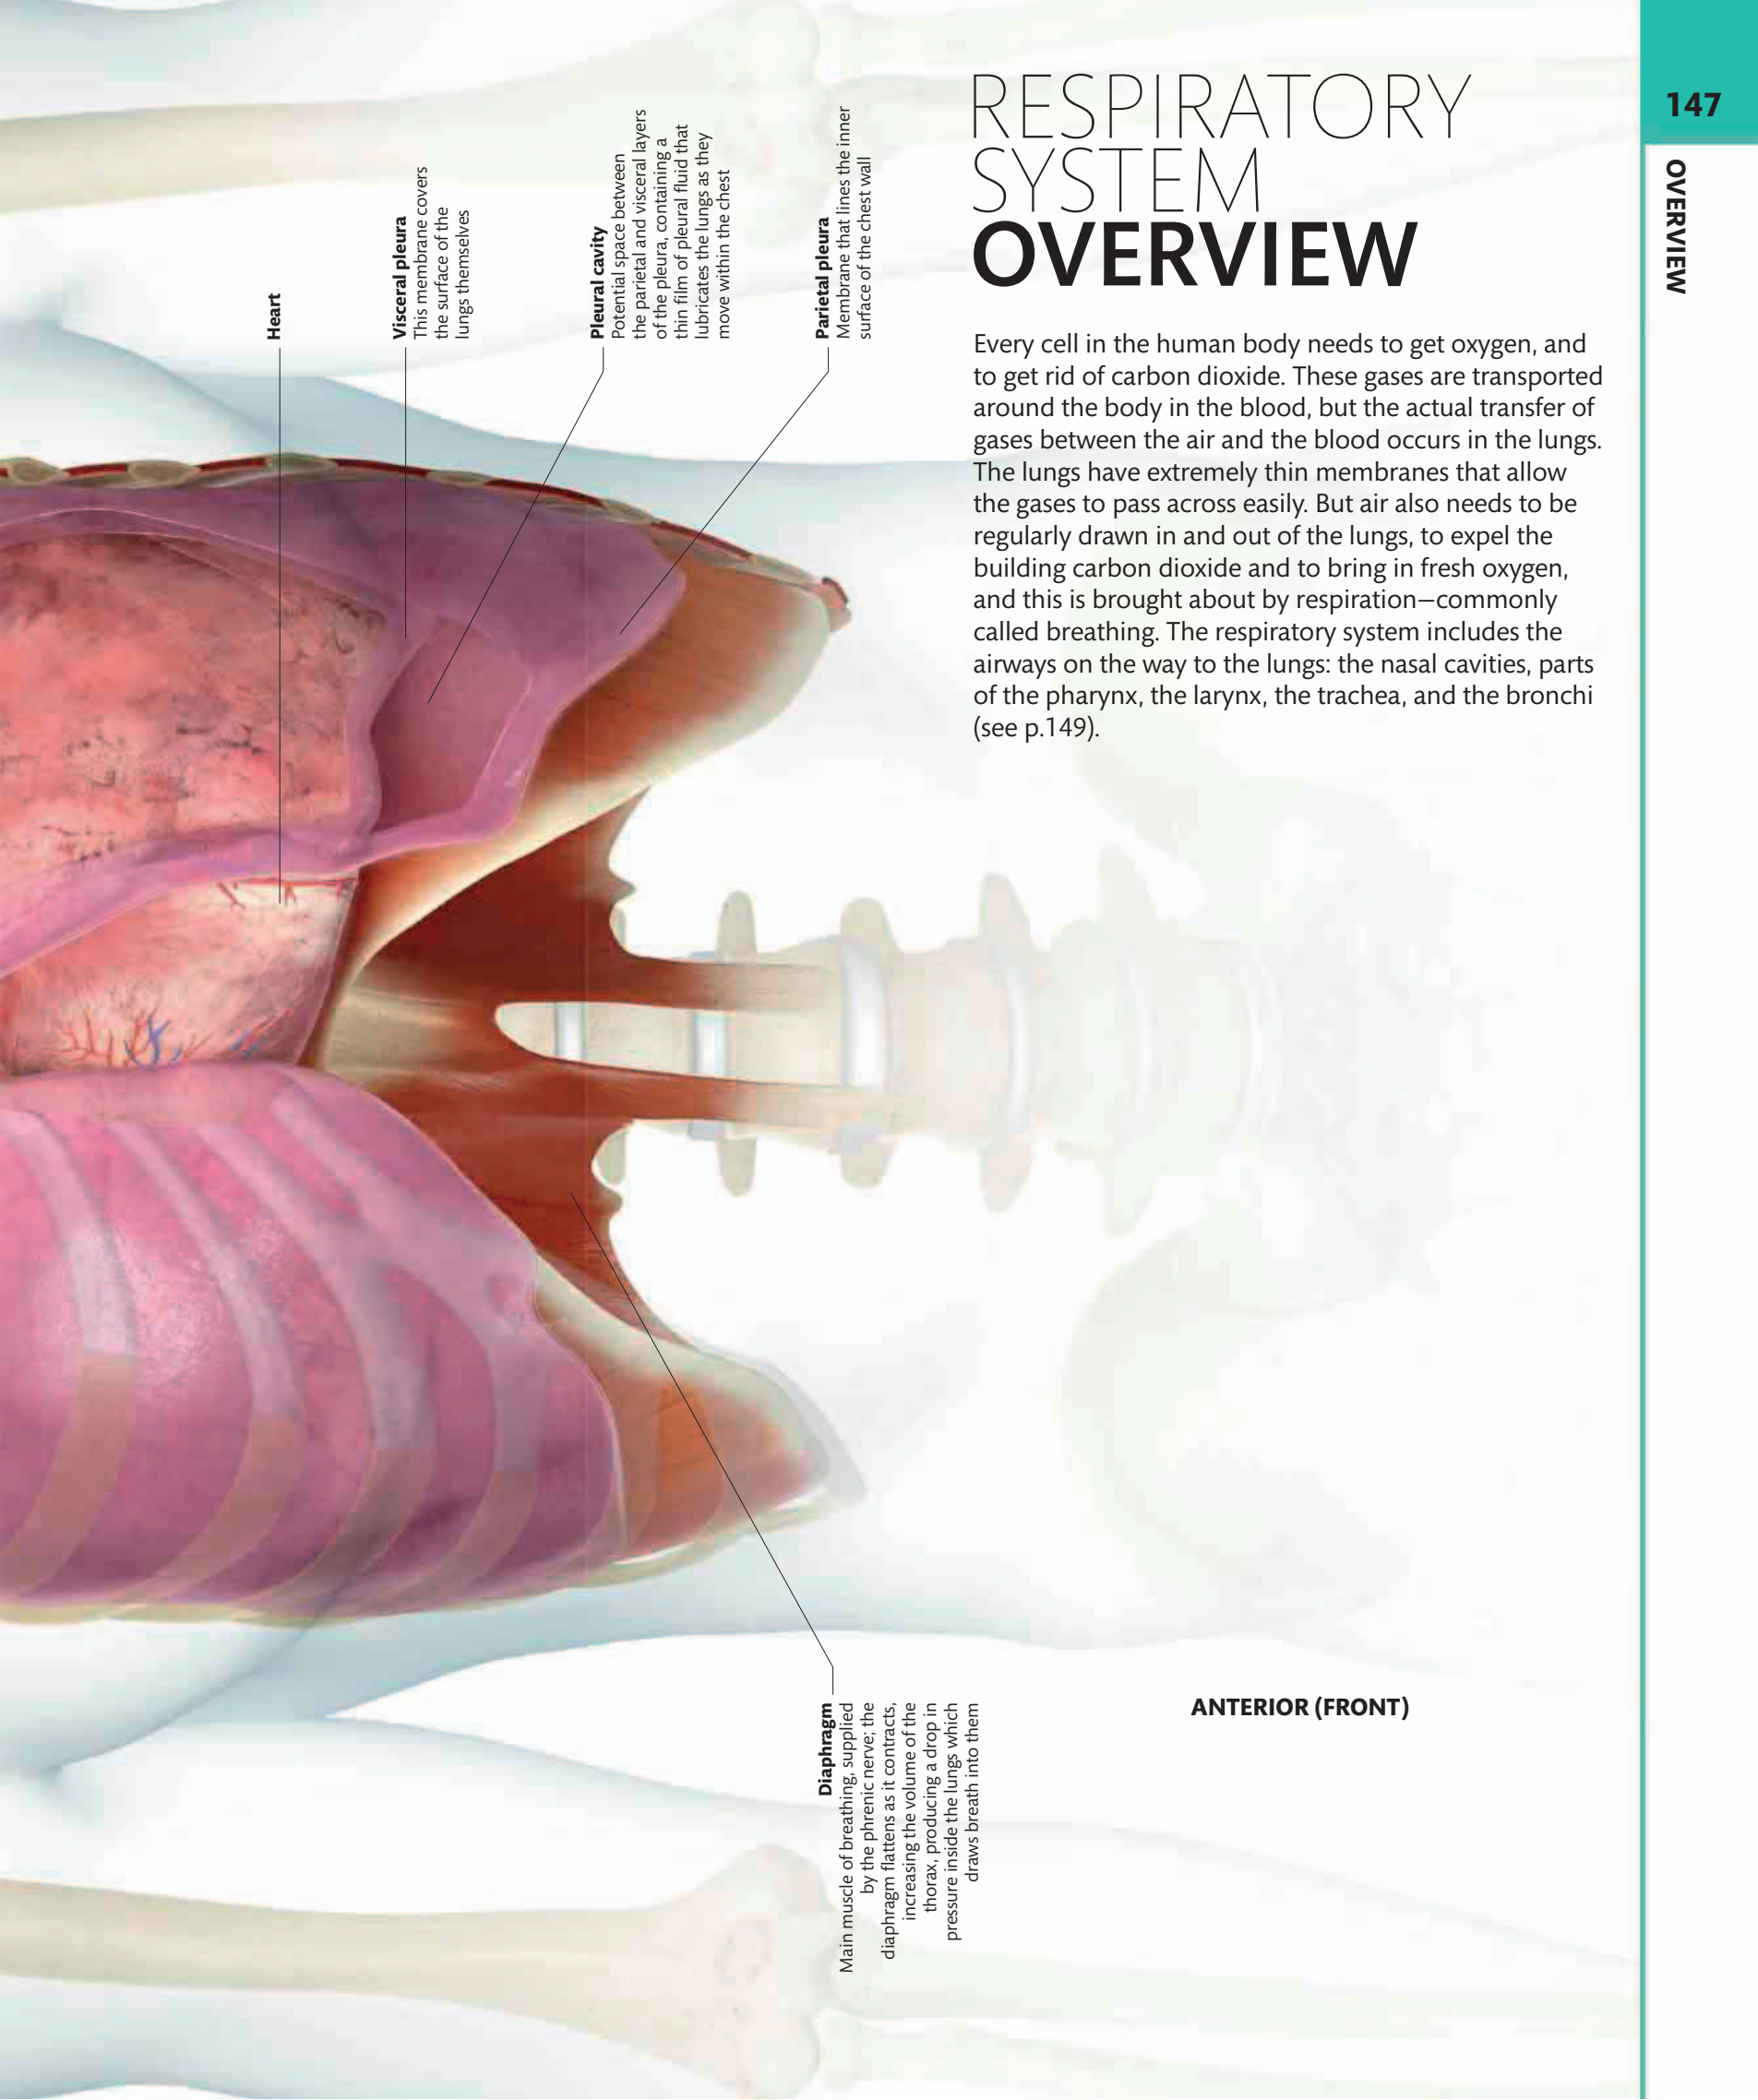 RESPIRATORY
SYSTEM
OVERVIEW
Every cell in the human body needs to get oxygen, and
to get rid of carbon dioxide. These gases are transported
around the body in the blood, but the actual transfer of
gases between the air and the blood occurs in the lungs.
The lungs have extremely thin membranes that allow
the gases to pass across easily. But air also needs to be
regularly drawn in and out of the lungs, to expel the
building carbon dioxide and to bring in fresh oxygen,
and this is brought about by respiration—commonly
called breathing. The respiratory system includes the
airways on the way to the lungs: the nasal cavities, parts
of the pharynx, the larynx, the trachea, and the bronchi
(see p.149).
147
OVERVIEW
Heart
Visceral pleura
This membrane covers
the surface of the
lungs themselves
Pleural cavity
Potential space between
the parietal and visceral layers
of the pleura, containing a
thin film of pleural fluid that
lubricates the lungs as they
move within the chest
Parietal pleura
Membrane that lines the inner
surface of the chest wall
Diaphragm
Main muscle of breathing, supplied
by the phrenic nerve; the
diaphragm flattens as it contracts,
increasing the volume of the
thorax, producing a drop in
pressure inside the lungs which
draws breath into them
ANTERIOR (FRONT)